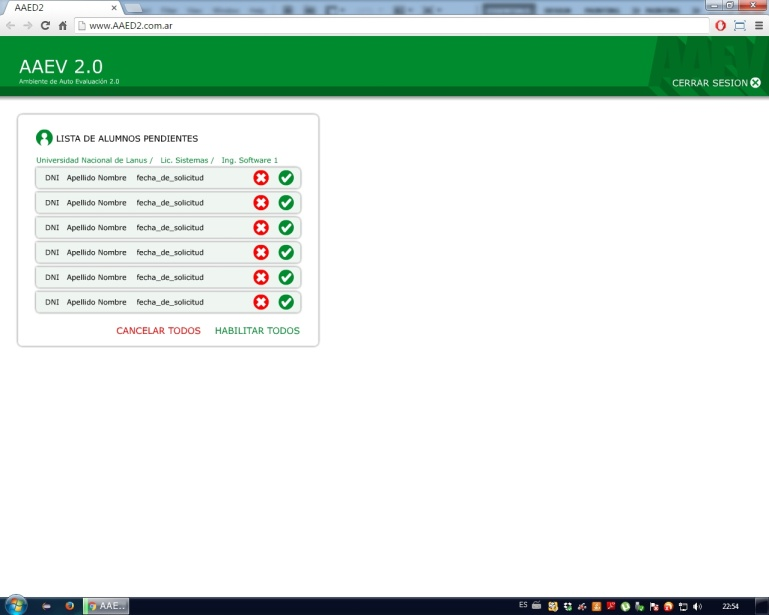 AAED2
www.AAED2.com.ar
AAEV 2.0
Ambiente de Auto Evaluación 2.0
AAEV
CERRAR SESION
LISTA DE ALUMNOS PENDIENTES
Universidad Nacional de Lanus / Lic. Sistemas / Ing. Software 1
DNI Apellido Nombre fecha_de_solicitud
DNI Apellido Nombre fecha_de_solicitud
DNI Apellido Nombre fecha_de_solicitud
DNI Apellido Nombre fecha_de_solicitud
DNI Apellido Nombre fecha_de_solicitud
DNI Apellido Nombre fecha_de_solicitud
CANCELAR TODOS HABILITAR TODOS
AAE... ES 22:54